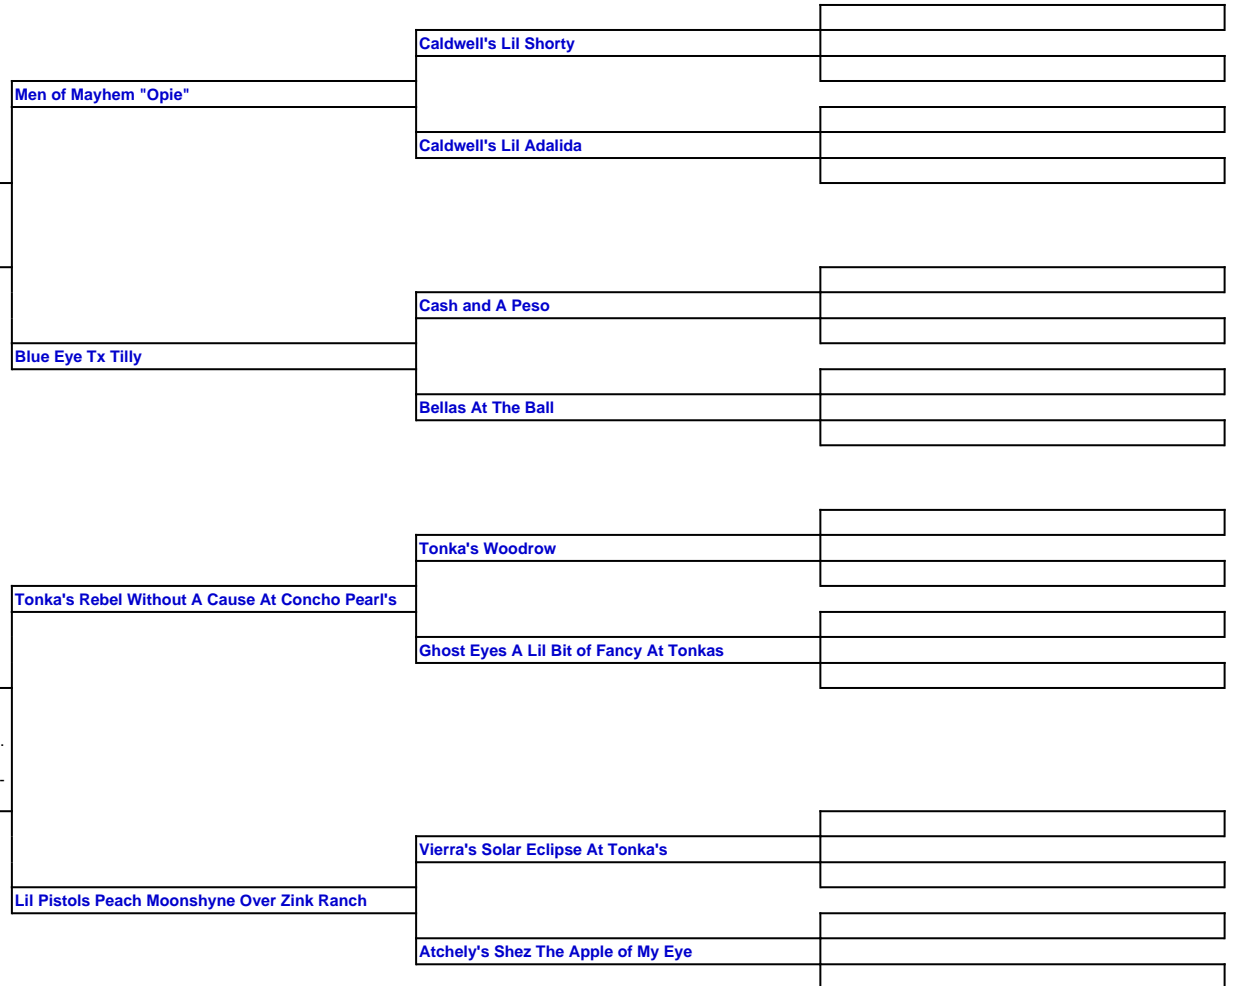 Caldwell's Lil Shorty
Men of Mayhem "Opie"
Caldwell's Lil Adalida
Cash and A Peso
Blue Eye Tx Tilly
Bellas At The Ball
Tonka's Woodrow
Tonka's Rebel Without A Cause At Concho Pearl's
Ghost Eyes A Lil Bit of Fancy At Tonkas
Vierra's Solar Eclipse At Tonka's
Lil Pistols Peach Moonshyne Over Zink Ranch
Atchely's Shez The Apple of My Eye